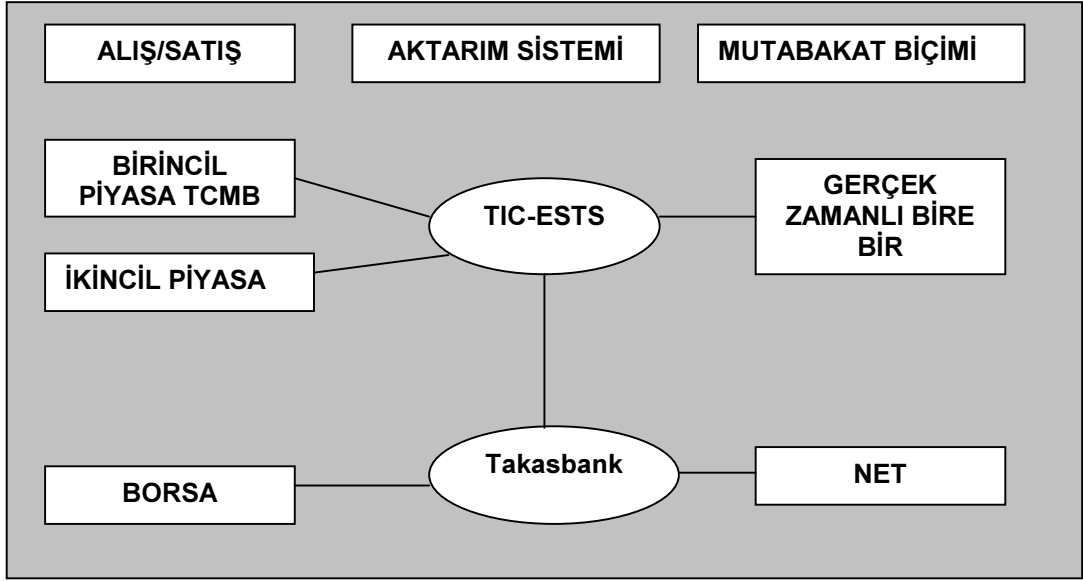 ALIŞ/SATIŞ
AKTARIM SİSTEMİ
MUTABAKAT BİÇİMİ
BİRİNCİL
PİYASA TCMB
TIC-ESTS
GERÇEK
ZAMANLI BİRE
BİR
İKİNCİL PİYASA
Takasbank
BORSA
NET